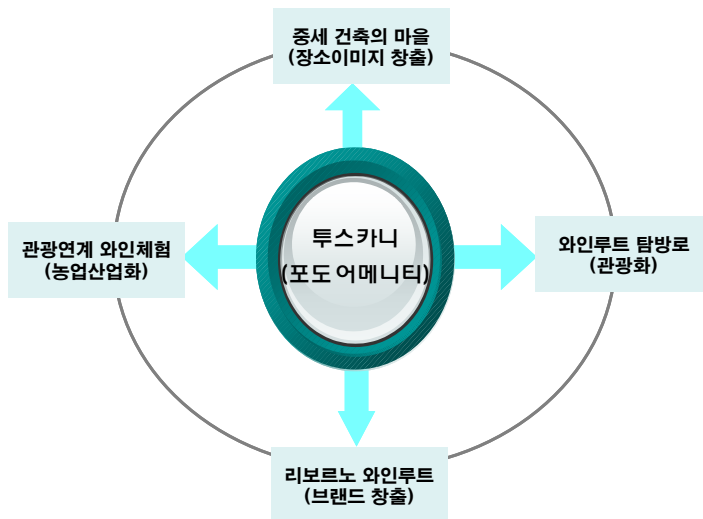 중세 건축의 마을
(장소이미지 창출)
투스카니
(포도 어메니티)
관광연계 와인체험
(농업산업화)
와인루트 탐방로
(관광화)
리보르노 와인루트
(브랜드 창출)